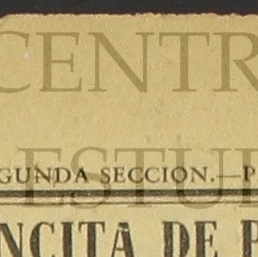 CENTR
GUNDA SECCION.—P
ESTU
NCITA DE P